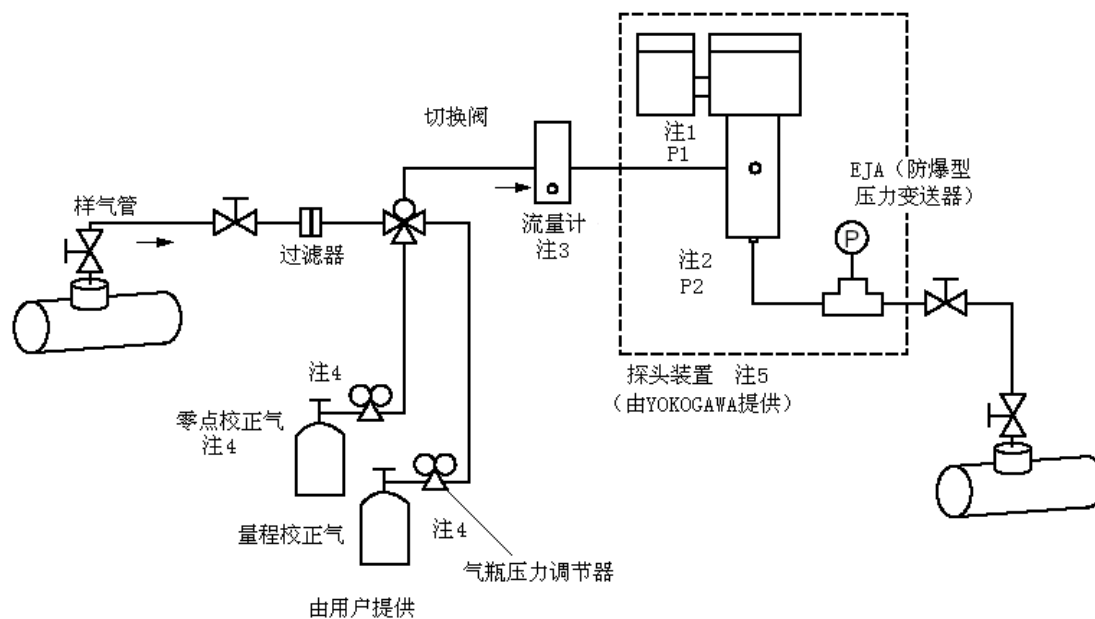 切换阀
注1
P1
EJA（防爆型
压力变送器）
样气管
过滤器
流量计
注3
注2
P2
P
探头装置 注5
（由YOKOGAWA提供）
注4
零点校正气
注4
量程校正气
注4
气瓶压力调节器
由用户提供